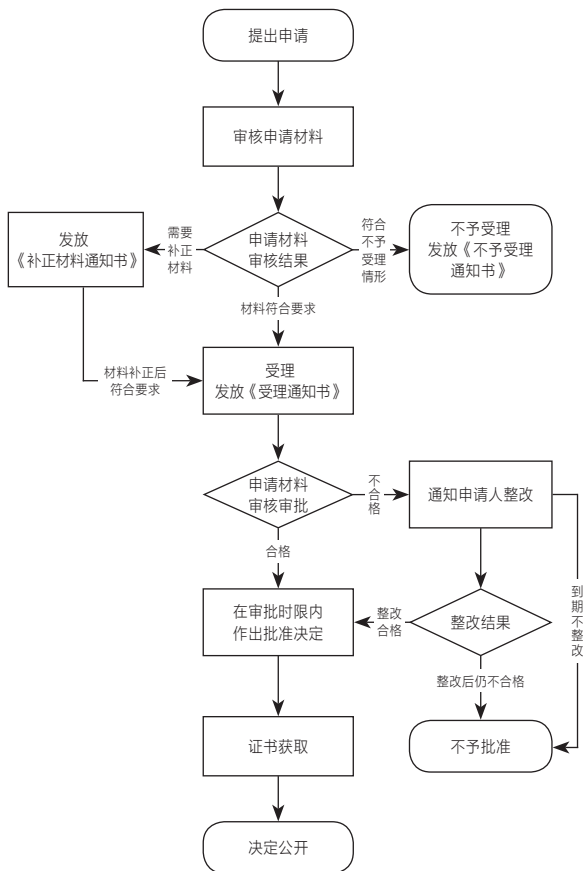 提出申请
审核申请材料
申请材料
审核结果
需要
补正
材料
发放
《补正材料通知书》
符合
不予
受理
情形
不予受理
发放《不予受理
通知书》
材料符合要求
材料补正后
符合要求
受理
发放《受理通知书》
申请材料
审核审批
不合格
通知申请人整改
合格
到期不整改
在审批时限内
作出批准决定
整改
合格
整改结果
整改后仍不合格
证书获取
不予批准
决定公开